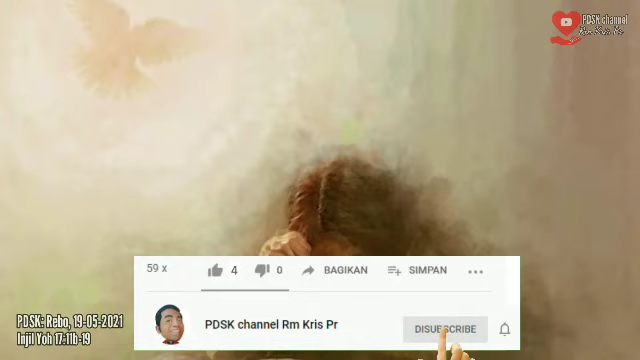 PDSK channel
Rm Kris Pr
59 x
4
0
BAGIKAN
SIMPAN
PDSK channel Rm Kris Pr
DISUBSCRIBE
PDSK: Rebo, 19-05-2021
Injil Yoh 17:11b-19